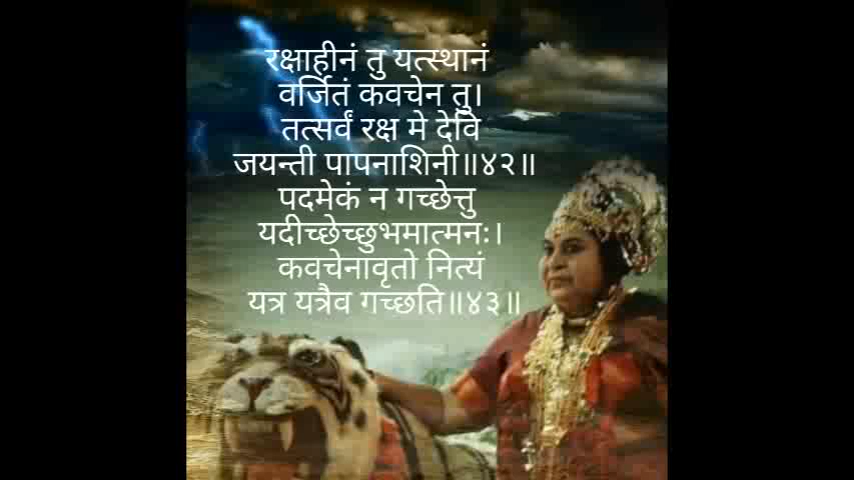 रक्षाहीनं तु यत्स्थानं
वर्जितं कवचेन तु।
तत्सर्वं रक्ष मे देवि
जयन्ती पापनाशिनी॥४२॥
पदमेकं न गच्छेत्तु
यदीच्छेच्छुभमात्मनः।
कवचेनावृतो नित्यं
यत्र यत्रैव गच्छति॥४३॥